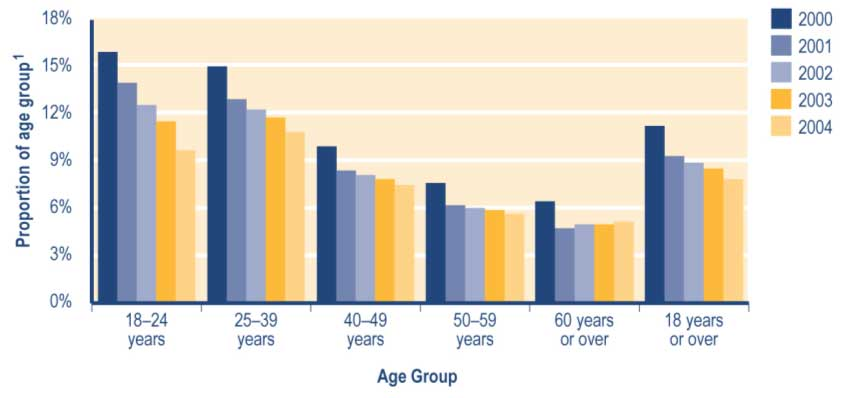 18%
15%
12%
9%
6%
3%
0%
Proportion of age group1
18–24
years
25–39
years
40–49
years
50–59
years
60 years
or over
18 years
or over
Age Group
2000
2001
2002
2003
2004